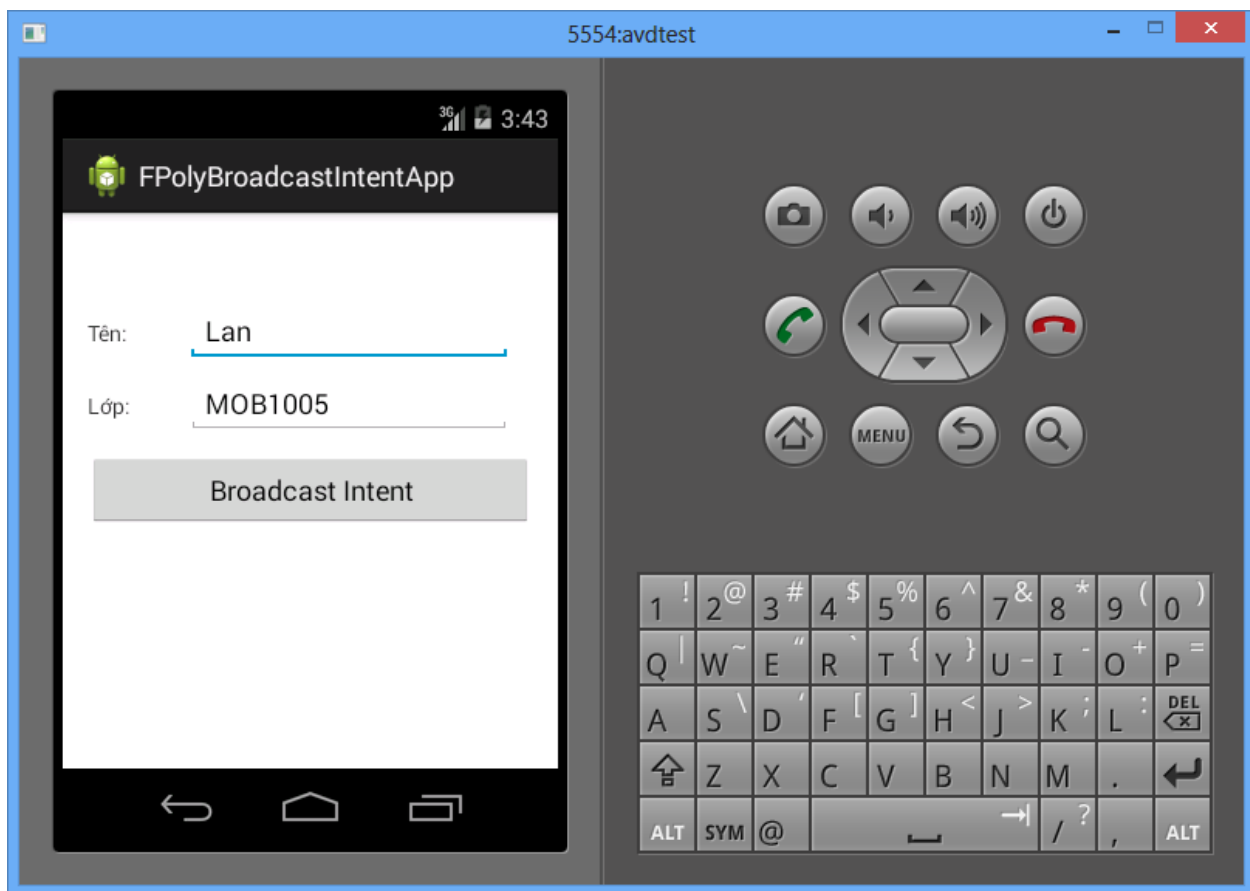 5554:avdtest
3G 3:43
FPolyBroadcastIntentApp
Tên: Lan
Lớp: MOB1005
Broadcast Intent
MENU
1 ! 2 @ 3 # 4 $ 5 % 6 ^ 7 & 8 * 9 ( 0 )
Q | W ~ E " R ` T { Y } U _ I - O + P =
A S \ D ' F [ G ] H < J > K ; L : DEL
Z X C V B N M .
ALT SYM @ / ? , ALT